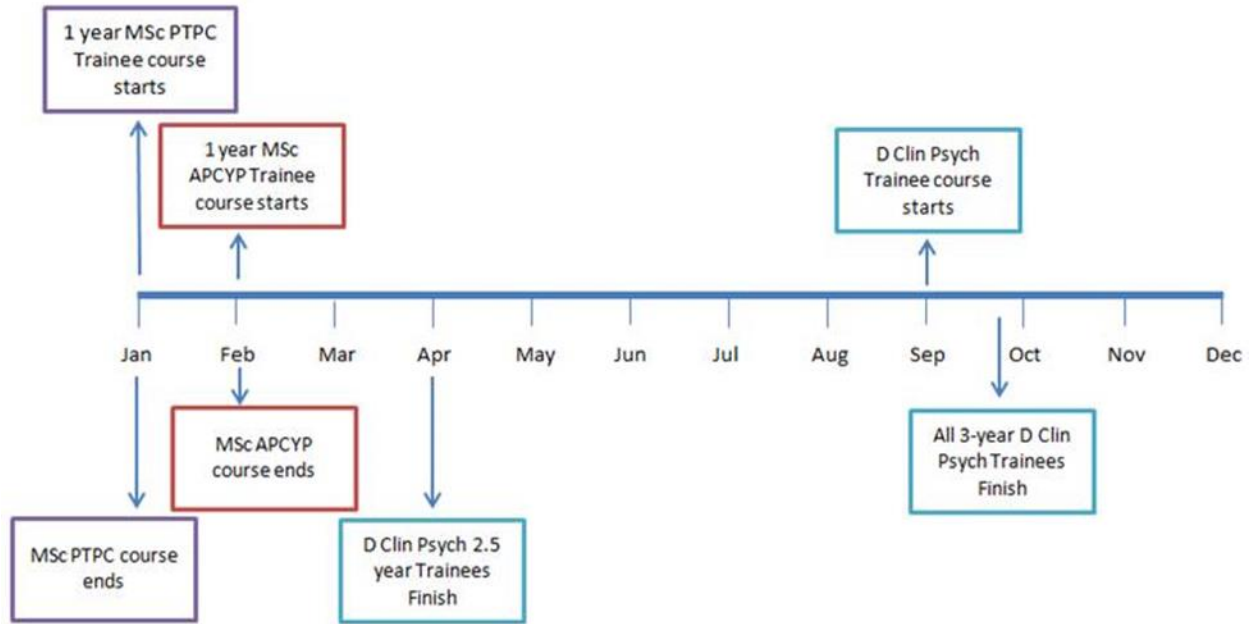 1 year MSc PTPC
Trainee course
starts
1 year MSc
APCYP Trainee
course starts
D Clin Psych
Trainee course
starts
Jan Feb Mar Apr May Jun Jul Aug Sep Oct Nov Dec
MSc APCYP
course ends
All 3-year D Clin
Psych Trainees
Finish
MSc PTPC course
ends
D Clin Psych 2.5
year Trainees
Finish